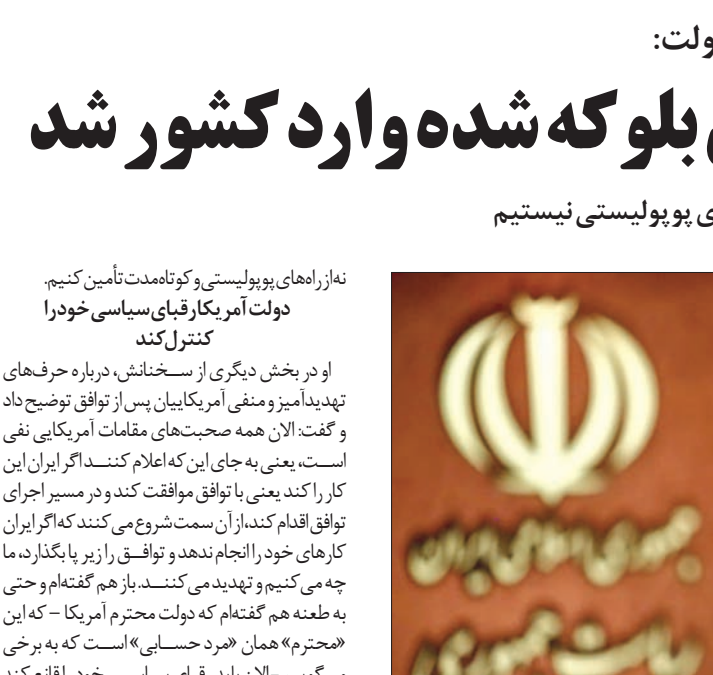 ولت:
بلوکه شده وارد کشور شد
ی پوپولیستی نیستیم
نه از راه‌های پوپولیستی و کوتاه‌مدت تأمین کنیم.
دولت آمریکا رقبای سیاسی خود را
کنترل کند
او در بخش دیگری از سخنانش، درباره حرف‌های
تهدیدآمیز و منفی آمریکاییان پس از توافق توضیح داد
و گفت: الان همه صحبت‌های مقامات آمریکایی نفی
است، یعنی به جای این که اعلام کنند اگر ایران این
کار را کند یعنی با توافق موافقت کند و در مسیر اجرای
توافق اقدام کند، از آن سمت شروع می کنند که اگر ایران
کارهای خود را انجام ندهد و توافق را زیر پا بگذارد، ما
چه می کنیم و تهدید می کنند. باز هم گفته‌ام و حتی
به طعنه هم گفته‌ام که دولت محترم آمریکا – که این
«محترم» همان «مرد حسابی» است که به برخی
جمهوری اسلامی ایران